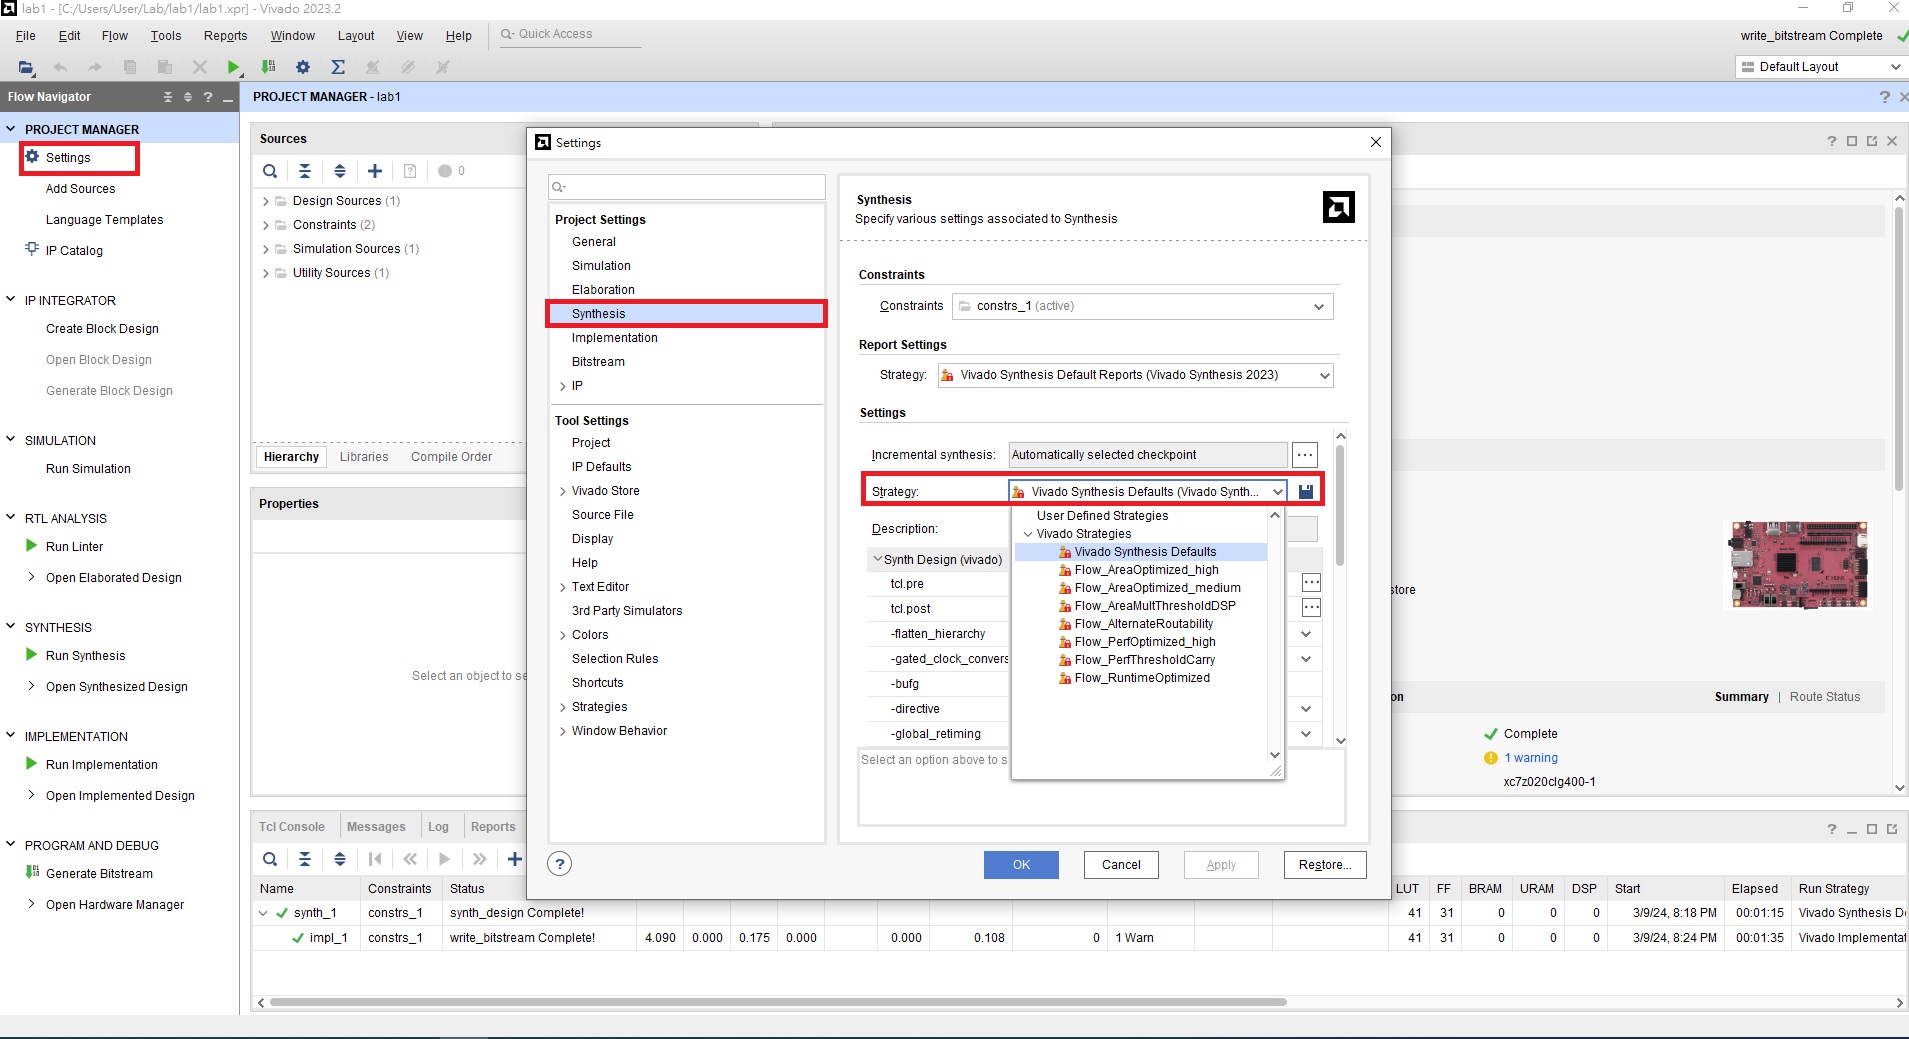 lab1 - [C:/Users/User/Lab/lab1/lab1.xpr] - Vivado 2023.2
File Edit Flow Tools Reports Window Layout View Help Quick Access
write_bitstream Complete
Default Layout
Flow Navigator
PROJECT MANAGER
Settings
Add Sources
Language Templates
IP Catalog
IP INTEGRATOR
Create Block Design
Open Block Design
Generate Block Design
SIMULATION
Run Simulation
RTL ANALYSIS
Run Linter
Open Elaborated Design
SYNTHESIS
Run Synthesis
Open Synthesized Design
IMPLEMENTATION
Run Implementation
Open Implemented Design
PROGRAM AND DEBUG
Generate Bitstream
Open Hardware Manager
PROJECT MANAGER - lab1
Sources
0
Design Sources (1)
Constraints (2)
Simulation Sources (1)
Utility Sources (1)
Hierarchy Libraries Compile Order
Properties
Select an object to se
Settings
Project Settings
General
Simulation
Elaboration
Synthesis
Implementation
Bitstream
IP
Tool Settings
Project
IP Defaults
Vivado Store
Source File
Display
Help
Text Editor
3rd Party Simulators
Colors
Selection Rules
Shortcuts
Strategies
Window Behavior
Synthesis
Specify various settings associated to Synthesis
Constraints
Constraints constrs_1 (active)
Report Settings
Strategy: Vivado Synthesis Default Reports (Vivado Synthesis 2023)
Settings
Incremental synthesis: Automatically selected checkpoint ...
Strategy: Vivado Synthesis Defaults (Vivado Synth...
Description:
Synth Design (vivado)
tcl.pre
tcl.post
-flatten_hierarchy
-gated_clock_convers
-bufg
-directive
-global_retiming
User Defined Strategies
Vivado Strategies
Vivado Synthesis Defaults
Flow_AreaOptimized_high
Flow_AreaOptimized_medium
Flow_AreaMultThresholdDSP
Flow_AlternateRoutability
Flow_PerfOptimized_high
Flow_PerfThresholdCarry
Flow_RuntimeOptimized
Select an option above to s
OK Cancel Apply Restore...
store
on
Summary | Route Status
Complete
1 warning
xc7z020clg400-1
Tcl Console Messages Log Reports
Name Constraints Status LUT FF BRAM URAM DSP Start Elapsed Run Strategy
synth_1 constrs_1 synth_design Complete! 41 31 0 0 0 3/9/24, 8:18 PM 00:01:15 Vivado Synthesis D
impl_1 constrs_1 write_bitstream Complete! 4.090 0.000 0.175 0.000 0.000 0.108 0 1 Warn 41 31 0 0 0 3/9/24, 8:24 PM 00:01:35 Vivado Implementa